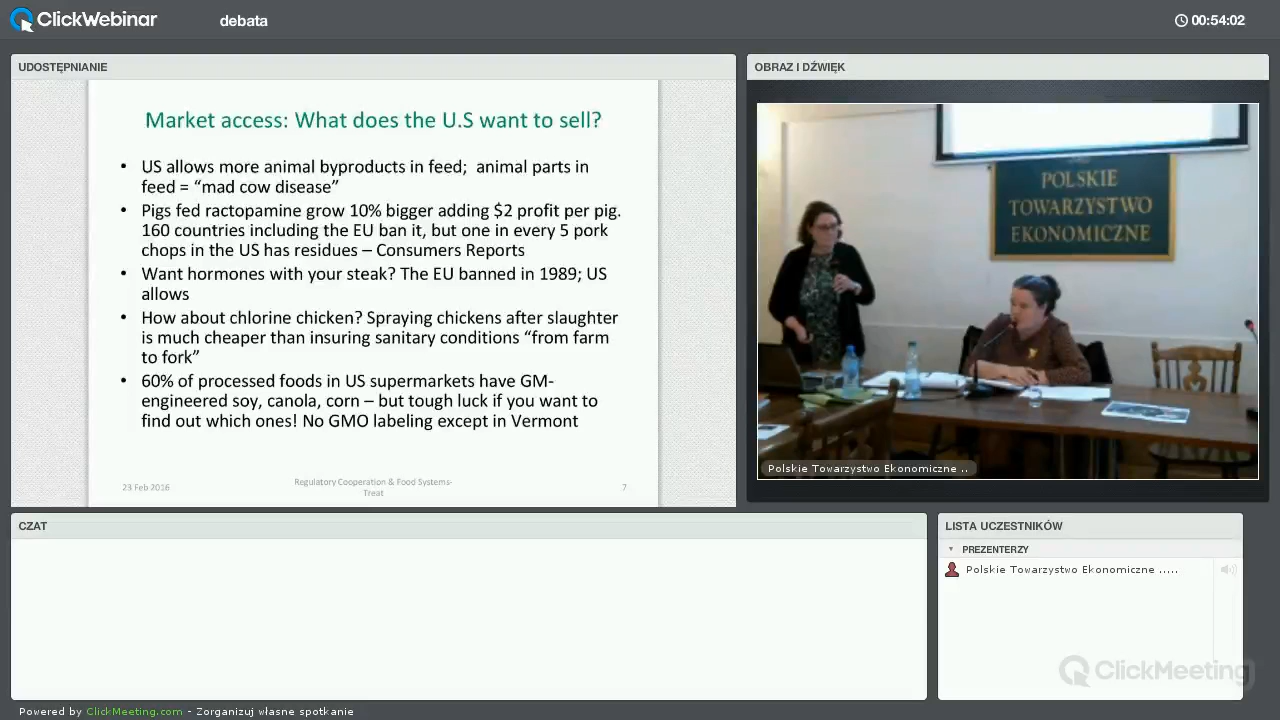 ClickWebinar
debata
00:54:02
UDOSTĘPNIANIE
Market access: What does the U.S want to sell?
• US allows more animal byproducts in feed;  animal parts in
feed = “mad cow disease”
• Pigs fed ractopamine grow 10% bigger adding $2 profit per pig.
160 countries including the EU ban it, but one in every 5 pork
chops in the US has residues – Consumers Reports
• Want hormones with your steak? The EU banned in 1989; US
allows
• How about chlorine chicken? Spraying chickens after slaughter
is much cheaper than insuring sanitary conditions “from farm
to fork”
• 60% of processed foods in US supermarkets have GM-
engineered soy, canola, corn – but tough luck if you want to
find out which ones! No GMO labeling except in Vermont
23 Feb 2016
Regulatory Cooperation & Food Systems-
Treat
7
OBRAZ I DŹWIĘK
POLSKIE
TOWARZYSTWO
EKONOMICZNE
Polskie Towarzystwo Ekonomiczne ..
CZAT
LISTA UCZESTNIKÓW
PREZENTERZY
Polskie Towarzystwo Ekonomiczne .....
ClickMeeting
Powered by ClickMeeting.com - Zorganizuj własne spotkanie